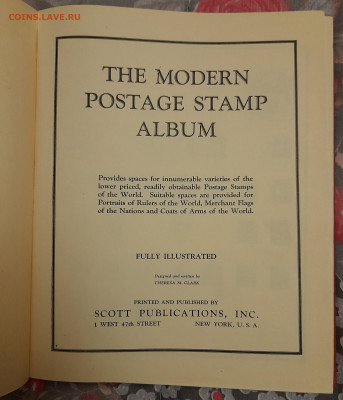 COINS.LAVE.RU
THE MODERN
POSTAGE STAMP
ALBUM
Provides spaces for innumerable varieties of the
lower priced, readily obtainable Postage Stamps
of the World. Suitable spaces are provided for
Portraits of Rulers of the World, Merchant Flags
of the Nations and Coats of Arms of the World.
FULLY ILLUSTRATED
Designed and written by
THERESA M. CLARK
PRINTED AND PUBLISHED BY
SCOTT PUBLICATIONS, INC.
1 WEST 47th STREET NEW YORK, U. S. A.